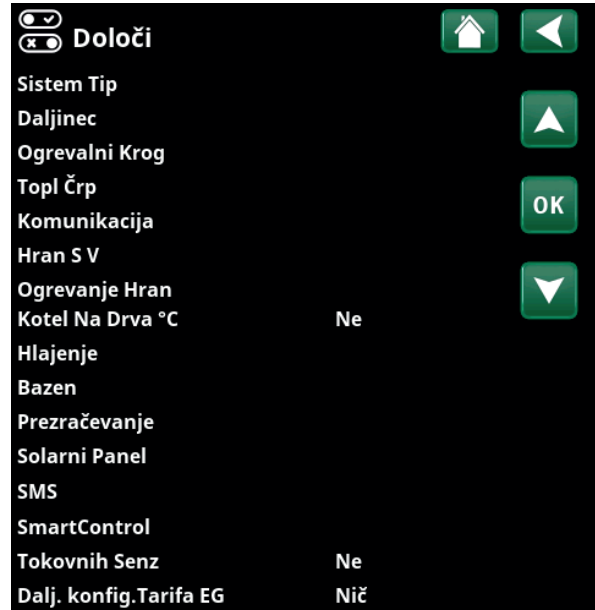 Določi
Sistem Tip
Daljinec
Ogrevalni Krog
Topl Črp
OK
Komunikacija
Hran S V
Ogrevanje Hran
Kotel Na Drva °C Ne
Hlajenje
Bazen
Prezračevanje
Solarni Panel
SMS
SmartControl
Tokovnih Senz Ne
Dalj. konfig.Tarifa EG Nič